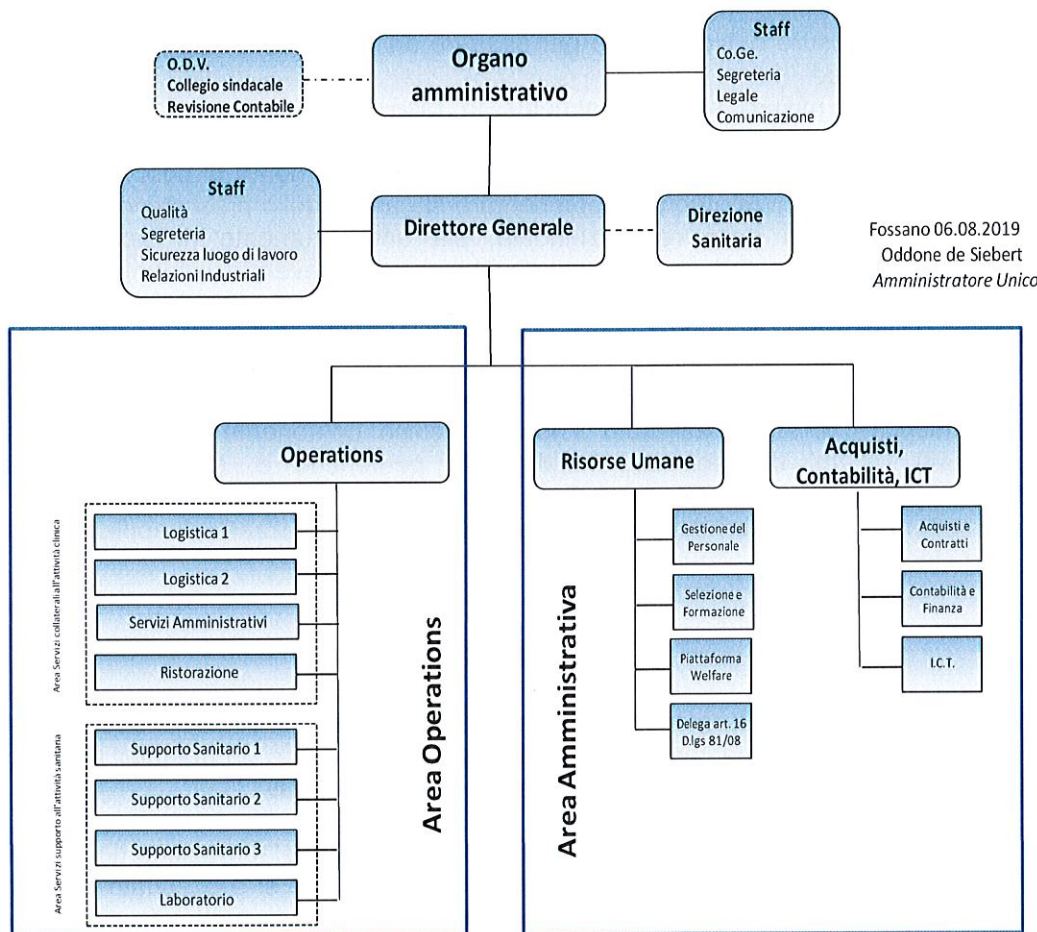 O.D.V.
Collegio sindacale
Revisione Contabile
Organo
amministrativo
Staff
Co.Ge.
Segreteria
Legale
Comunicazione
Staff
Qualità
Segreteria
Sicurezza luogo di lavoro
Relazioni Industriali
Direttore Generale
Direzione
Sanitaria
Fossano 06.08.2019
Oddone de Siebert
Amministratore Unico
Operations
Area Servizi collaterali all'attività clinica
Logistica 1
Logistica 2
Servizi Amministrativi
Ristorazione
Area Servizi supporto all'attività sanitaria
Supporto Sanitario 1
Supporto Sanitario 2
Supporto Sanitario 3
Laboratorio
Area Operations
Risorse Umane
Gestione del
Personale
Selezione e
Formazione
Piattaforma
Welfare
Delega art. 16
D.lgs 81/08
Acquisti,
Contabilità, ICT
Acquisti e
Contratti
Contabilità e
Finanza
I.C.T.
Area Amministrativa